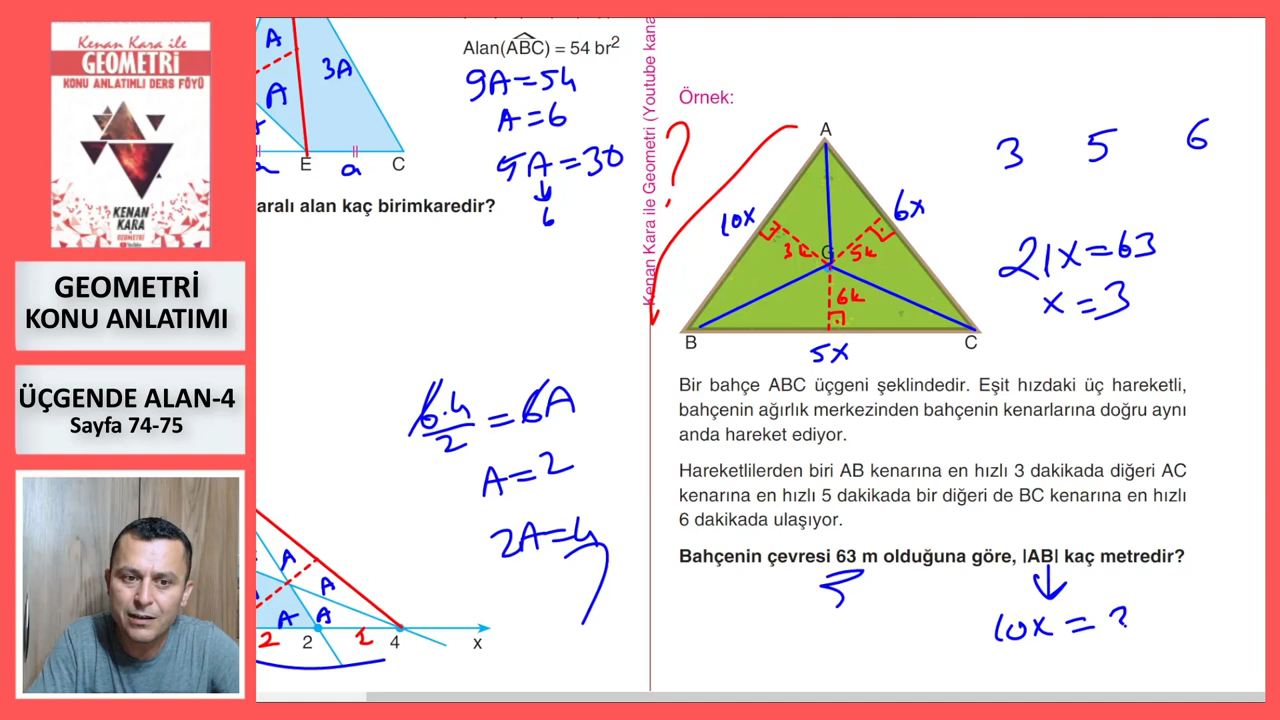 Kenan Kara ile
GEOMETRİ
KONU ANLATIMLI DERS FÖYÜ
KENAN
KARA
ile
GEOMETRİ
GEOMETRİ
KONU ANLATIMI
ÜÇGENDE ALAN-4
Sayfa 74-75
A
A
3A
a
E
a
C
Alan(ABC) = 54 br²
9A=54
A=6
5A=30
6
aralı alan kaç birimkaredir?
6.4/2 = 6A
A=2
2A=4
A
A
A
A
2
2
2
4
x
Kenan Kara ile Geometri (Youtube kana
Örnek:
?
A
10x
6x
3k
G
5k
6k
B
5x
C
3 5 6
21x=63
x=3
Bir bahçe ABC üçgeni şeklindedir. Eşit hızdaki üç hareketli,
bahçenin ağırlık merkezinden bahçenin kenarlarına doğru aynı
anda hareket ediyor.
Hareketlilerden biri AB kenarına en hızlı 3 dakikada diğeri AC
kenarına en hızlı 5 dakikada bir diğeri de BC kenarına en hızlı
6 dakikada ulaşıyor.
Bahçenin çevresi 63 m olduğuna göre, |AB| kaç metredir?
10x = ?